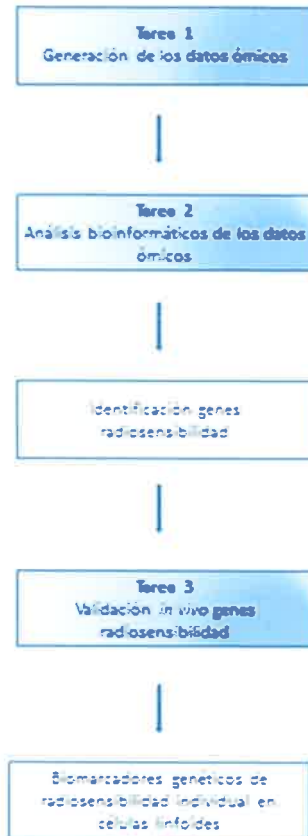 Tarea 1
Generación de los datos ómicos
Tarea 2
Análisis bioinformáticos de los datos
ómicos
Identificación genes
radiosensibilidad
Tarea 3
Validación in vivo genes
radiosensibilidad
Biomarcadores genéticos de
radiosensibilidad individual en
células linfoides